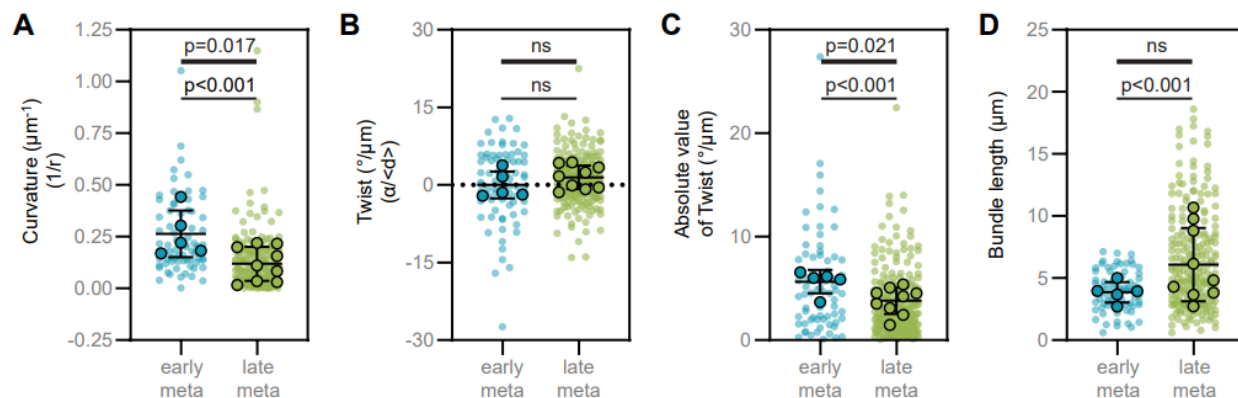 A
Curvature (µm⁻¹)
(1/r)
1.25
1.00
0.75
0.50
0.25
0.00
-0.25
p=0.017
p<0.001
early
meta
late
meta
B
Twist (°/µm)
(α/<d>)
30
15
0
-15
-30
ns
ns
early
meta
late
meta
C
Absolute value
of Twist (°/µm)
30
20
10
0
p=0.021
p<0.001
early
meta
late
meta
D
Bundle length (µm)
25
20
15
10
5
0
ns
p<0.001
early
meta
late
meta